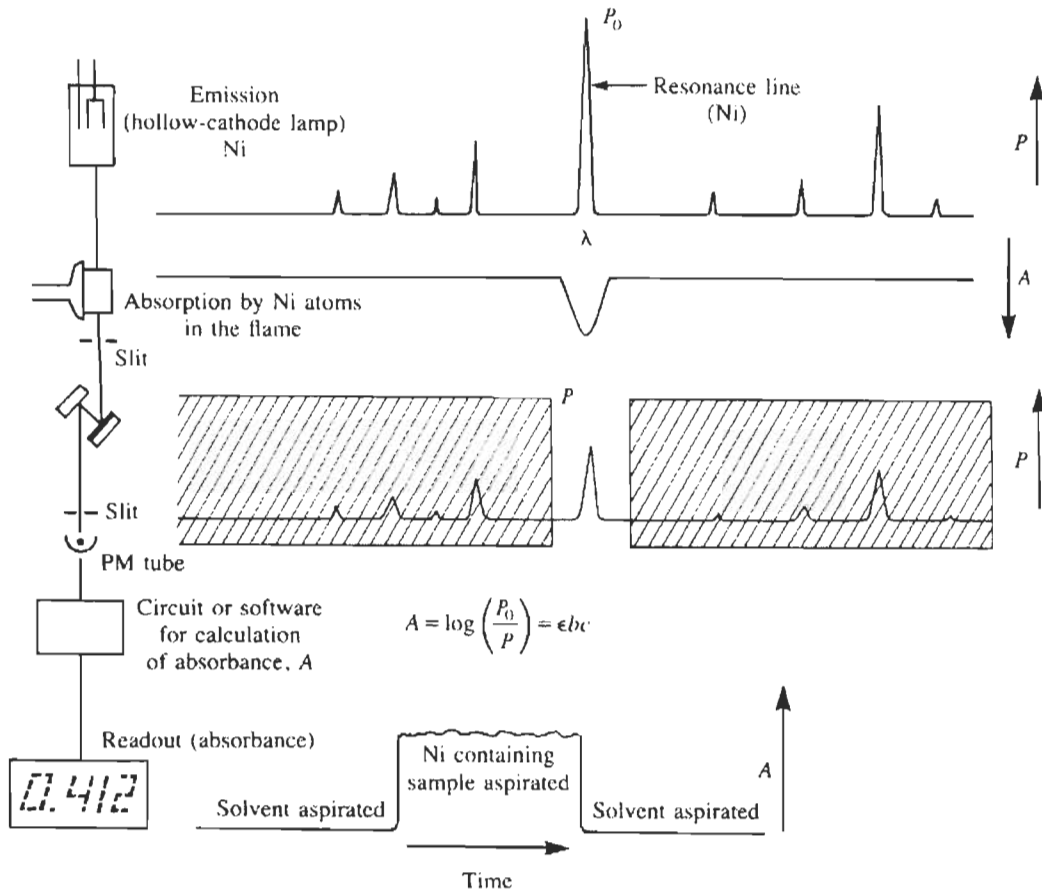 P₀
Emission
(hollow-cathode lamp)
Ni
Resonance line
(Ni)
P
λ
A
Absorption by Ni atoms
in the flame
Slit
P
P
Slit
PM tube
Circuit or software
for calculation
of absorbance, A
A = log (P₀/P) = ϵbc
Readout (absorbance)
0.412
Ni containing
sample aspirated
A
Solvent aspirated
Solvent aspirated
Time